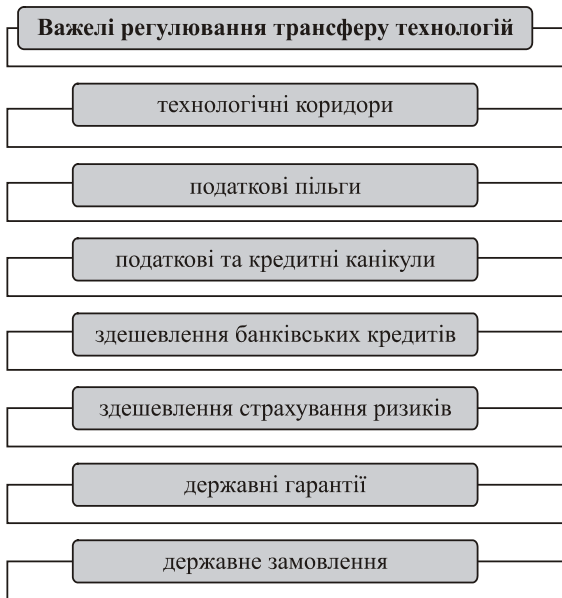 Важелі регулювання трансферу технологій
технологічні коридори
податкові пільги
податкові та кредитні канікули
здешевлення банківських кредитів
здешевлення страхування ризиків
державні гарантії
державне замовлення